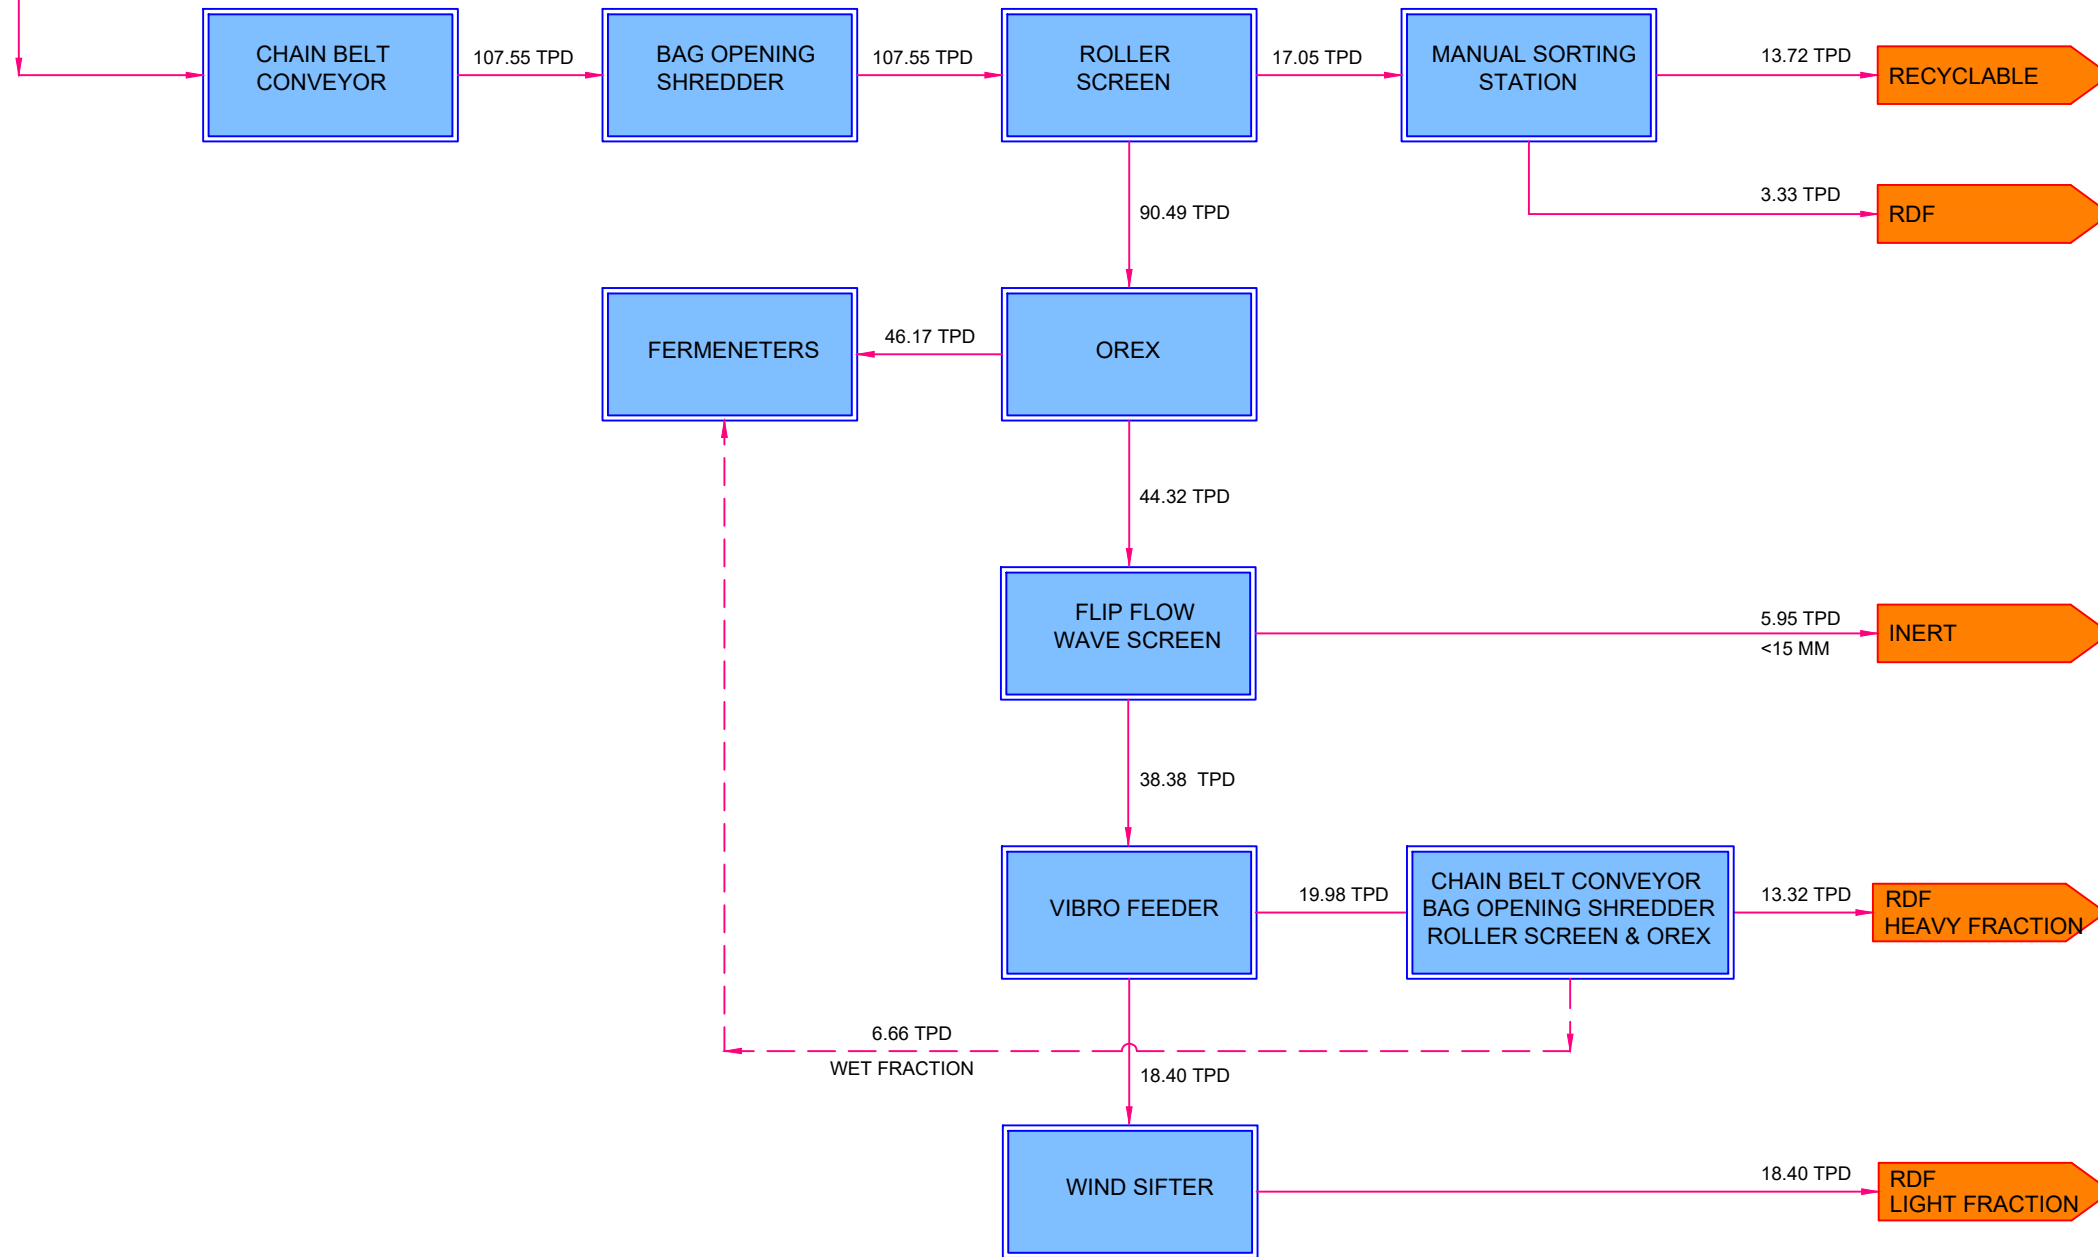 CHAIN BELT
CONVEYOR
107.55 TPD
BAG OPENING
SHREDDER
107.55 TPD
ROLLER
SCREEN
17.05 TPD
MANUAL SORTING
STATION
13.72 TPD
RECYCLABLE
3.33 TPD
RDF
90.49 TPD
FERMENETERS
46.17 TPD
OREX
44.32 TPD
FLIP FLOW
WAVE SCREEN
5.95 TPD
<15 MM
INERT
38.38 TPD
VIBRO FEEDER
19.98 TPD
CHAIN BELT CONVEYOR
BAG OPENING SHREDDER
ROLLER SCREEN & OREX
13.32 TPD
RDF
HEAVY FRACTION
6.66 TPD
WET FRACTION
18.40 TPD
WIND SIFTER
18.40 TPD
RDF
LIGHT FRACTION